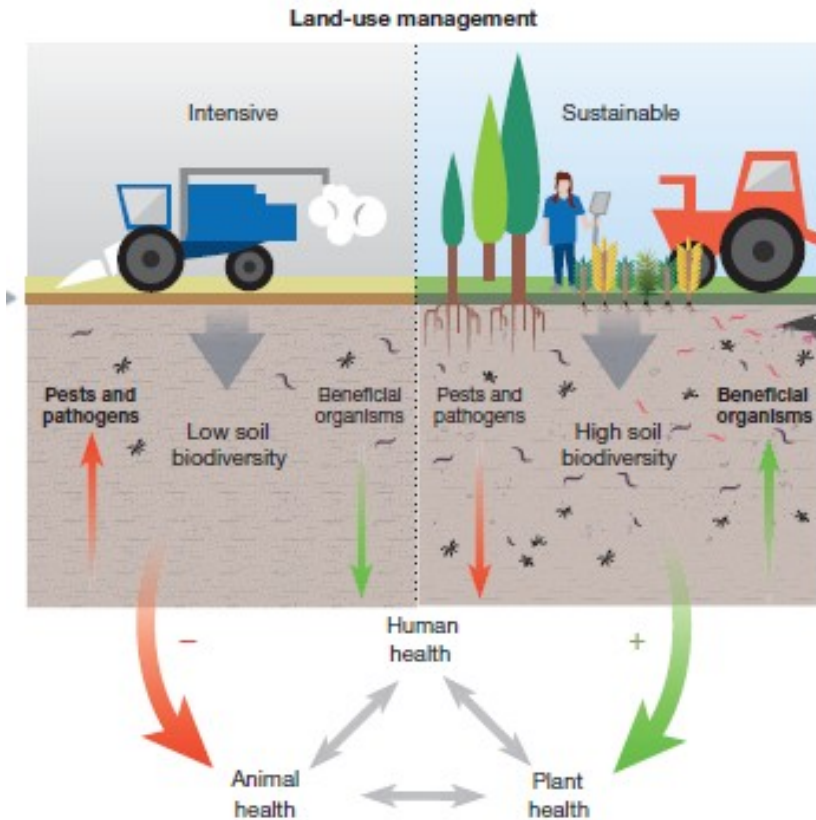 Land-use management
Intensive
Sustainable
Pests and
pathogens
Low soil
biodiversity
Beneficial
organisms
Pests and
pathogens
High soil
biodiversity
Beneficial
organisms
–
Human
health
+
Animal
health
Plant
health